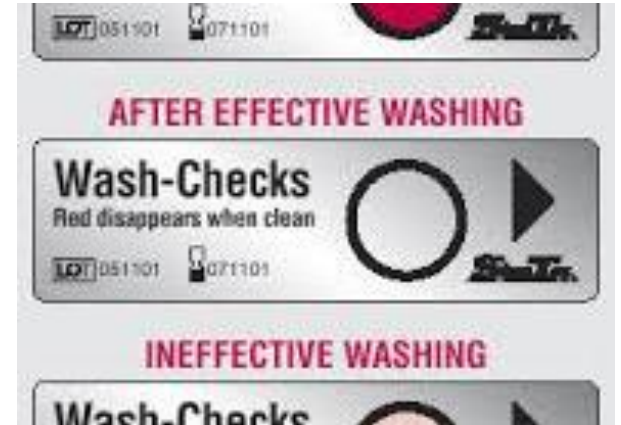 LOT 051101 071101
AFTER EFFECTIVE WASHING
Wash-Checks
Red disappears when clean
LOT 051101 071101
INEFFECTIVE WASHING
Wash-Checks